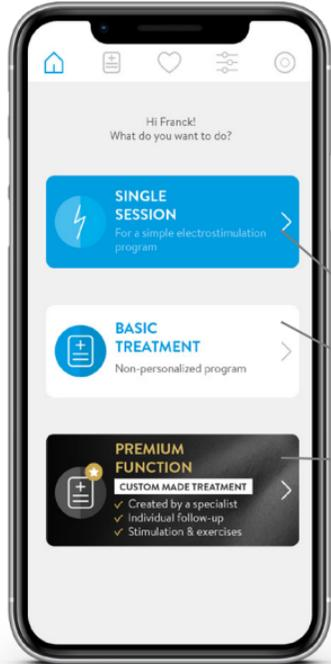 Hi Franck!
What do you want to do?
SINGLE
SESSION
For a simple electrostimulation
program
BASIC
TREATMENT
Non-personalized program
PREMIUM
FUNCTION
CUSTOM MADE TREATMENT
✓ Created by a specialist
✓ Individual follow-up
✓ Stimulation & exercises